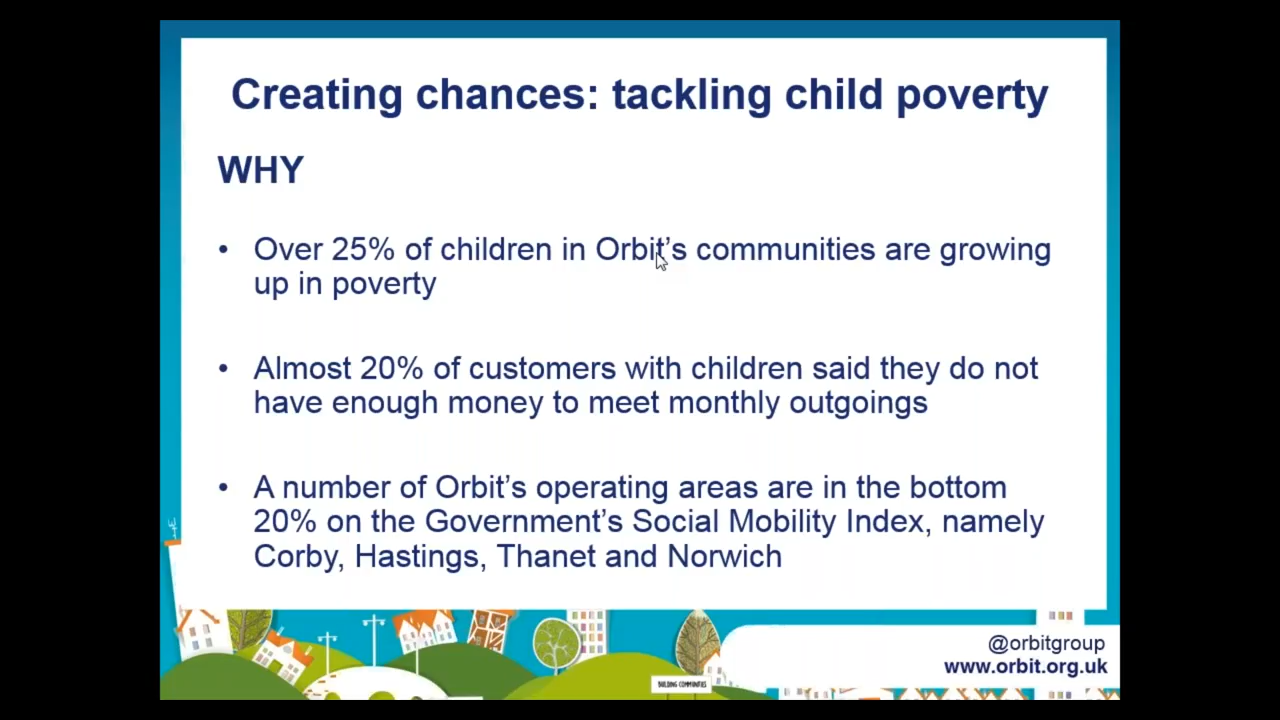 Creating chances: tackling child poverty
WHY
• Over 25% of children in Orbit’s communities are growing
up in poverty
• Almost 20% of customers with children said they do not
have enough money to meet monthly outgoings
• A number of Orbit’s operating areas are in the bottom
20% on the Government’s Social Mobility Index, namely
Corby, Hastings, Thanet and Norwich
@orbitgroup
www.orbit.org.uk
BUILDING COMMUNITIES